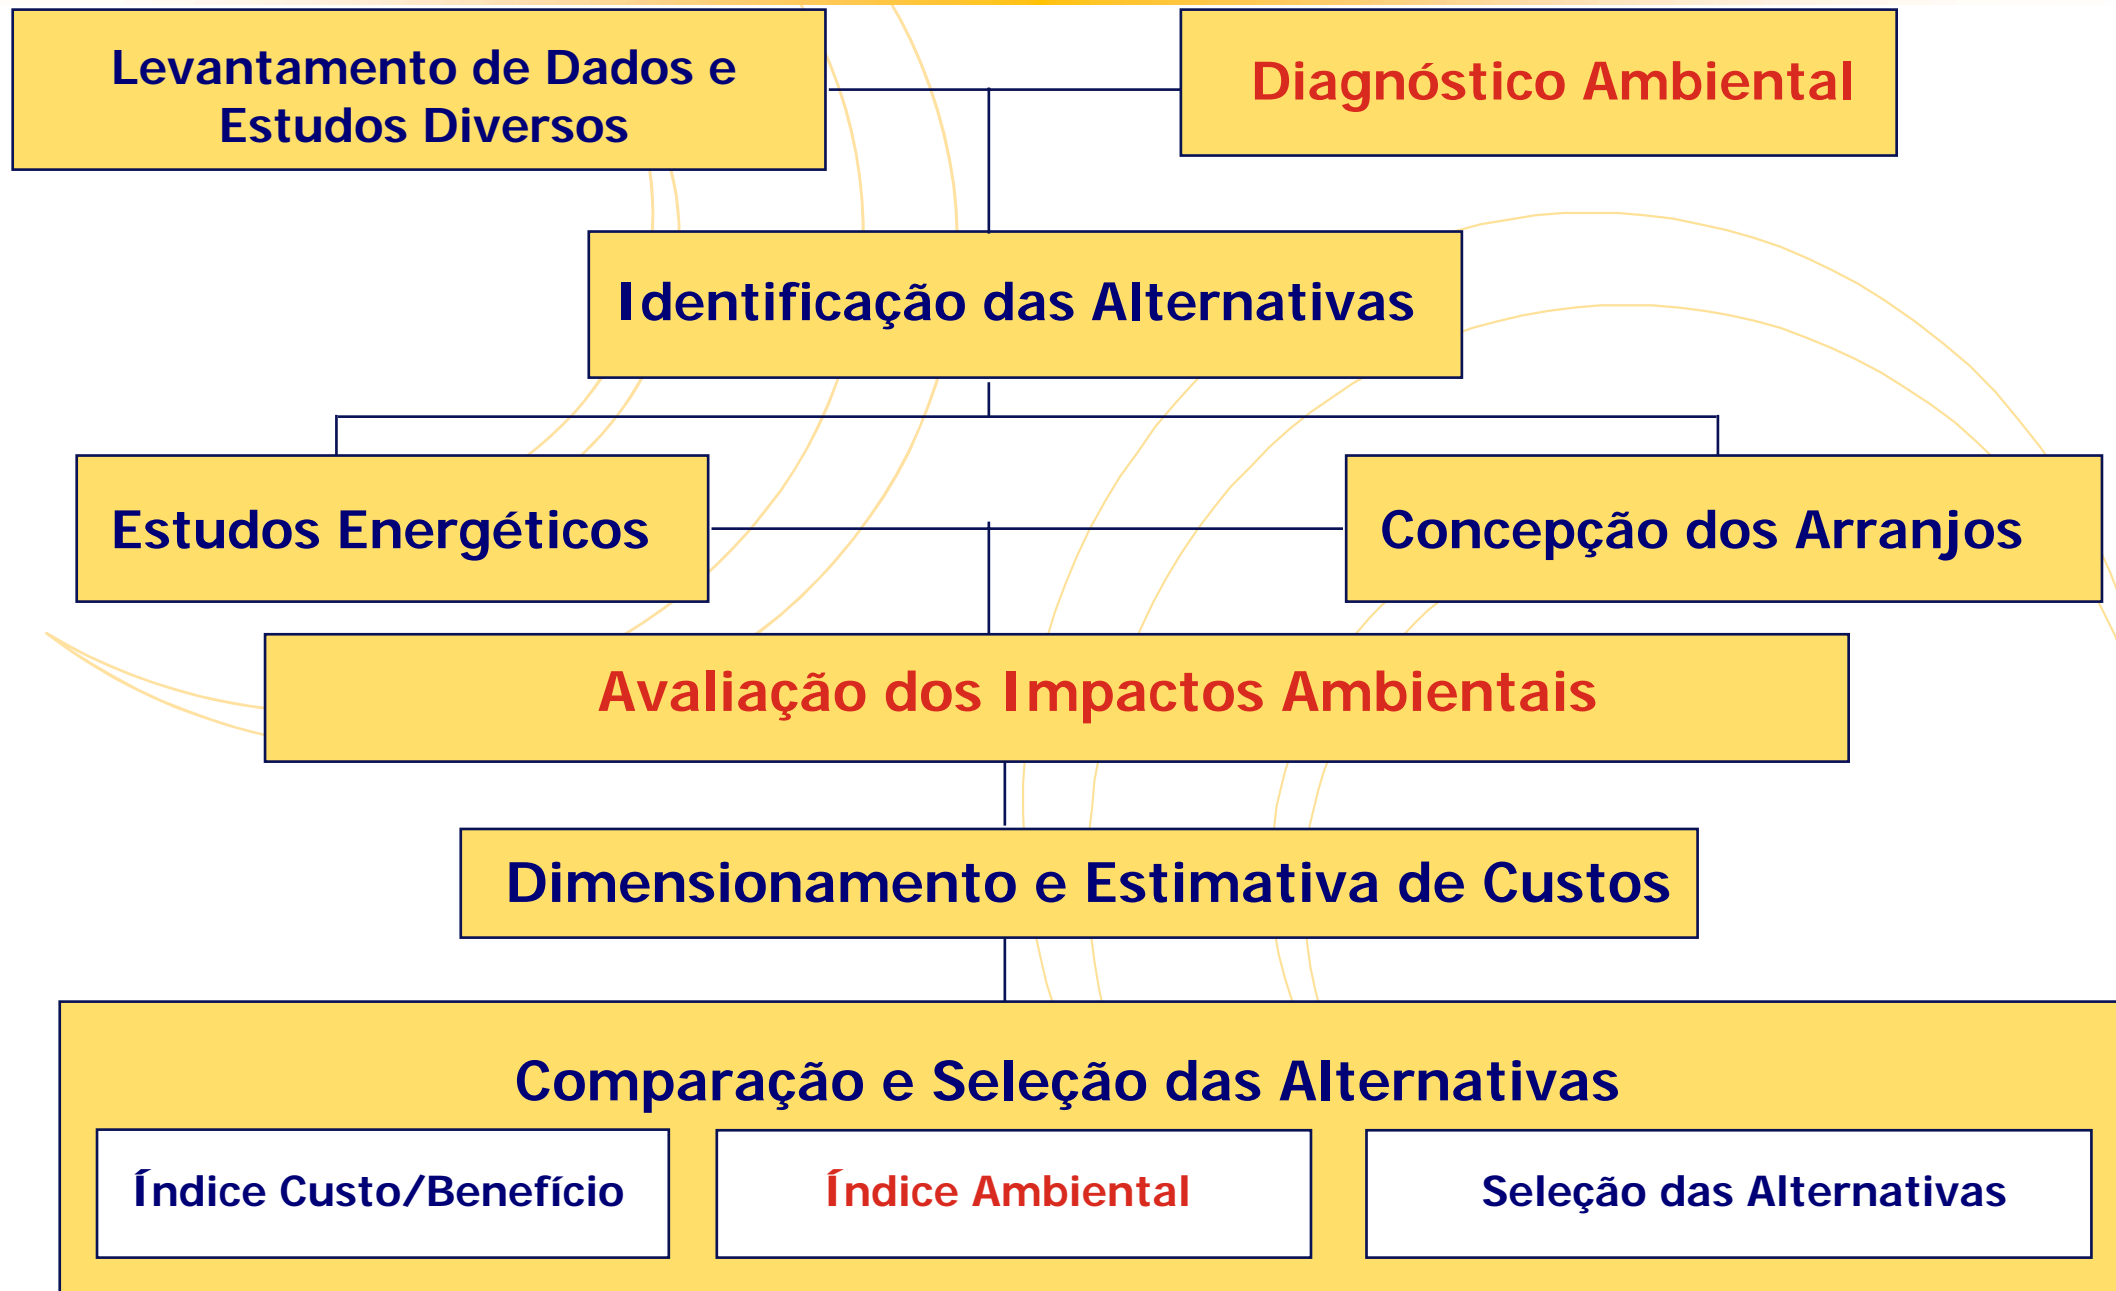 Levantamento de Dados e
Estudos Diversos
Diagnóstico Ambiental
Identificação das Alternativas
Estudos Energéticos
Concepção dos Arranjos
Avaliação dos Impactos Ambientais
Dimensionamento e Estimativa de Custos
Comparação e Seleção das Alternativas
Índice Custo/Benefício
Índice Ambiental
Seleção das Alternativas